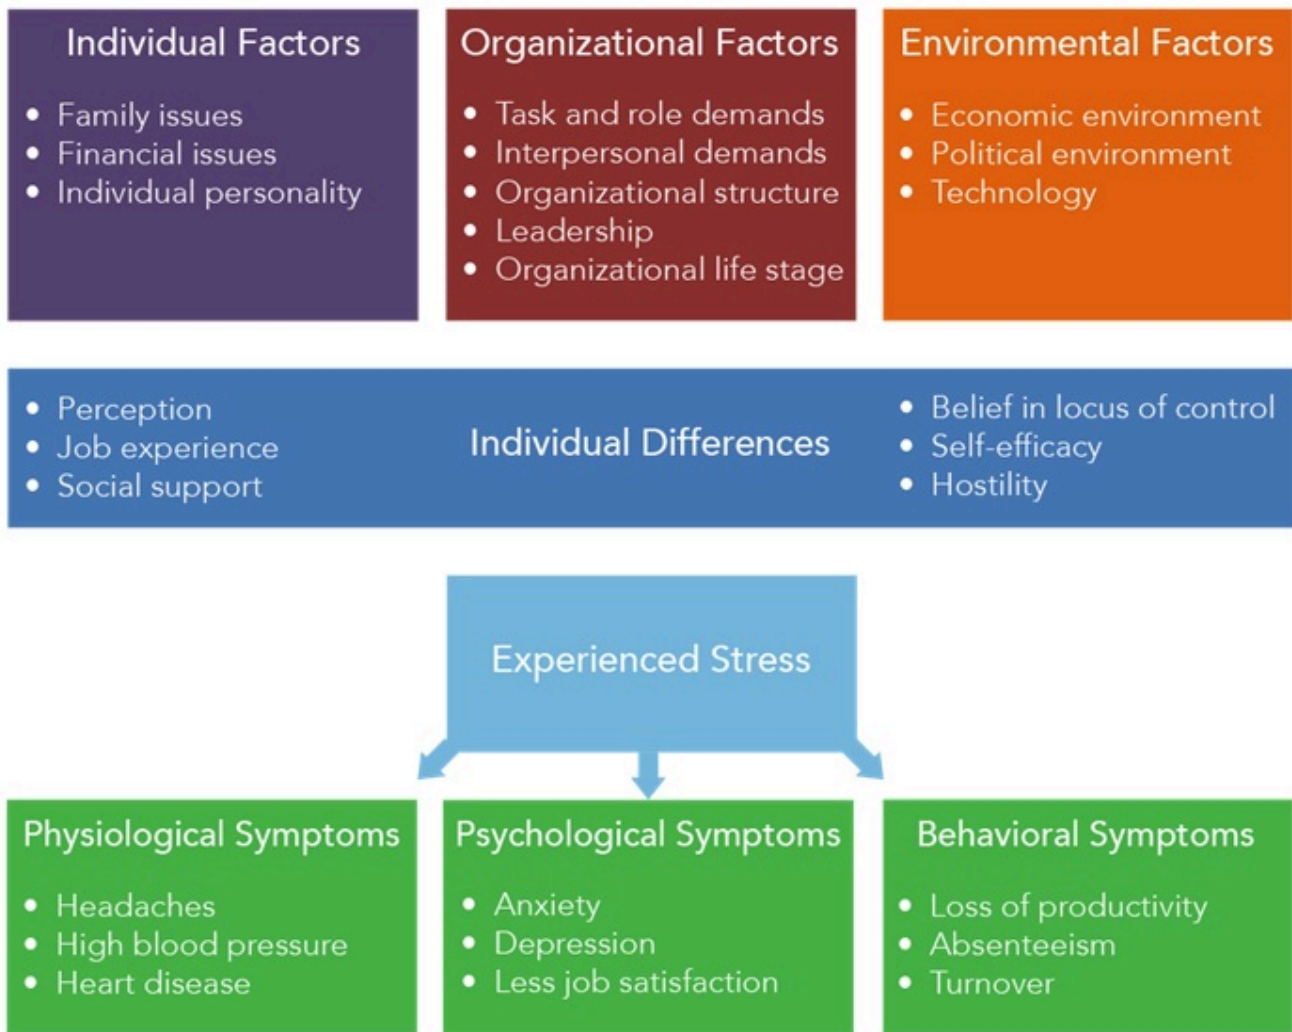 Individual Factors
• Family issues
• Financial issues
• Individual personality
Organizational Factors
• Task and role demands
• Interpersonal demands
• Organizational structure
• Leadership
• Organizational life stage
Environmental Factors
• Economic environment
• Political environment
• Technology
• Perception
• Job experience
• Social support
Individual Differences
• Belief in locus of control
• Self-efficacy
• Hostility
Experienced Stress
Physiological Symptoms
• Headaches
• High blood pressure
• Heart disease
Psychological Symptoms
• Anxiety
• Depression
• Less job satisfaction
Behavioral Symptoms
• Loss of productivity
• Absenteeism
• Turnover